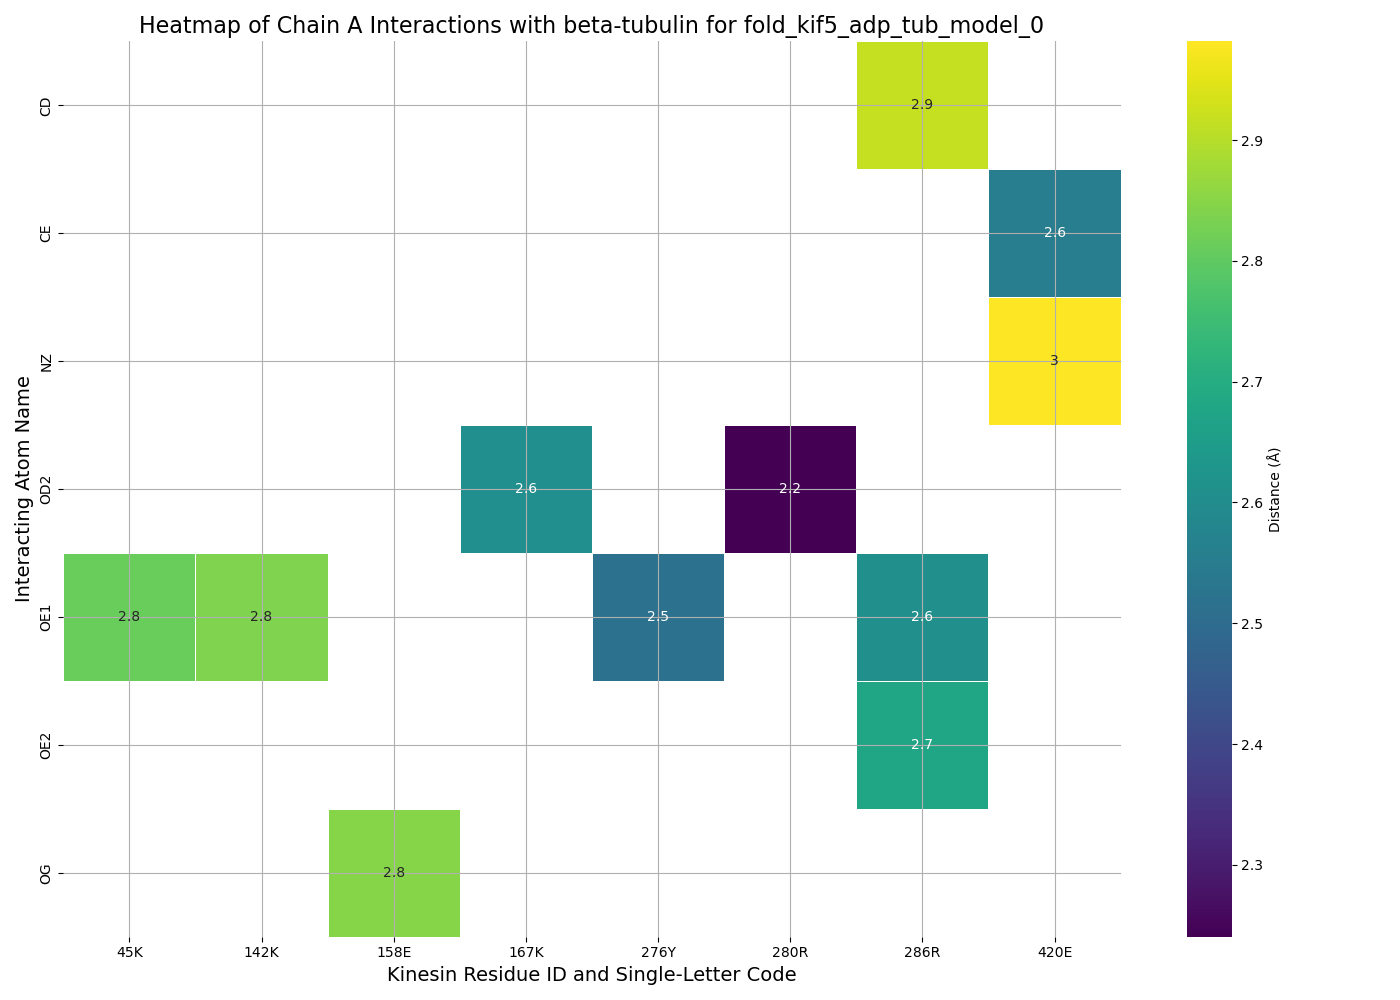 Heatmap of Chain A Interactions with beta-tubulin for fold_kif5_adp_tub_model_0
Interacting Atom Name
CD
CE
NZ
OD2
OE1
OE2
OG
2.9
2.6
3
2.6
2.2
2.8
2.8
2.5
2.6
2.7
2.8
45K
142K
158E
167K
276Y
280R
286R
420E
Kinesin Residue ID and Single-Letter Code
2.9
2.8
2.7
2.6
2.5
2.4
2.3
Distance (Å)